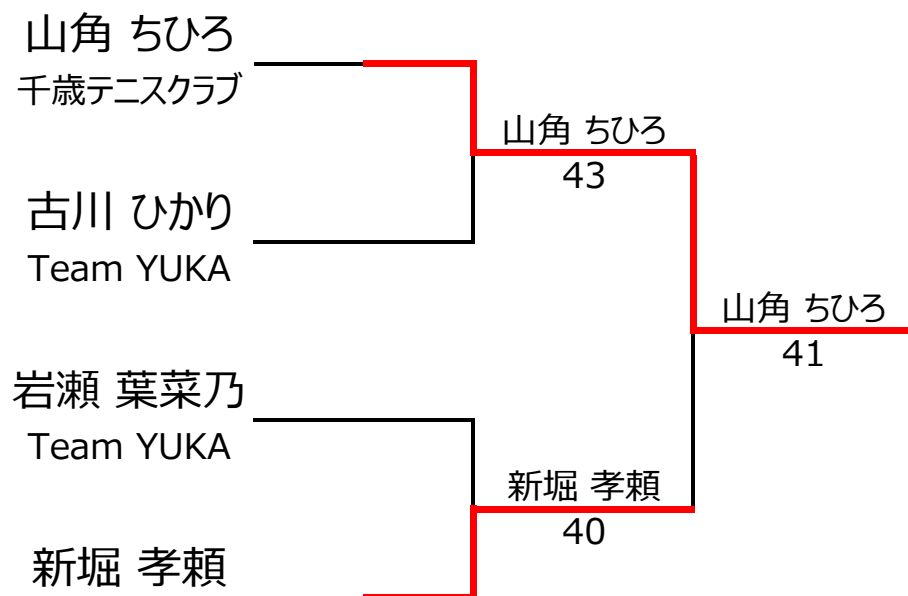 山角 ちひろ
千歳テニスクラブ
山角 ちひろ
43
古川 ひかり
Team YUKA
山角 ちひろ
41
岩瀬 葉菜乃
Team YUKA
新堀 孝頼
40
新堀 孝頼